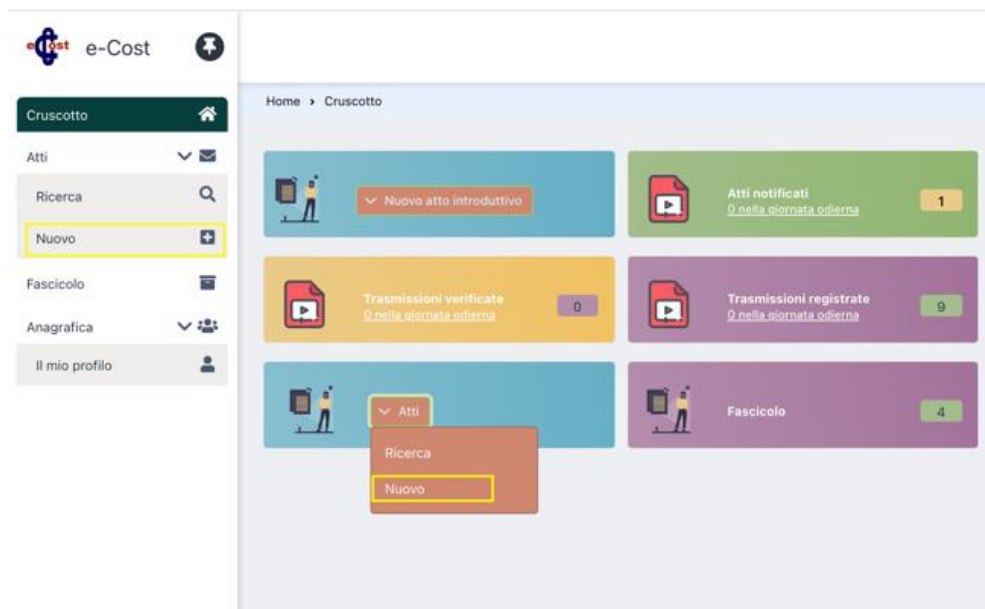 eCost e-Cost
Cruscotto
Atti
Ricerca
Nuovo
Fascicolo
Anagrafica
Il mio profilo
Home › Cruscotto
Nuovo atto introduttivo
Atti notificati
0 nella giornata odierna
1
Trasmissioni verificate
0 nella giornata odierna
0
Trasmissioni registrate
0 nella giornata odierna
9
Atti
Ricerca
Nuovo
Fascicolo
4